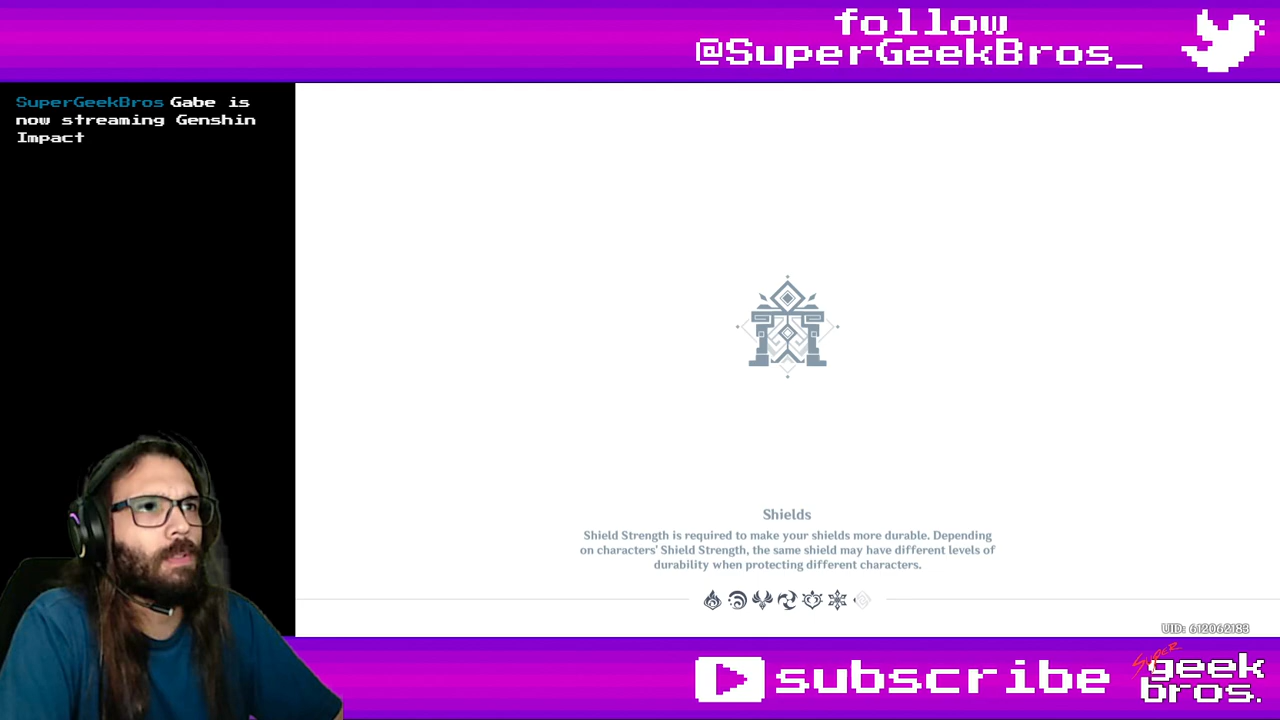 follow
@SuperGeekBros_
SuperGeekBros Gabe is
now streaming Genshin
Impact
Shields
Shield Strength is required to make your shields more durable. Depending
on characters' Shield Strength, the same shield may have different levels of
durability when protecting different characters.
UID: 612062183
subscribe
super
geek
bros.